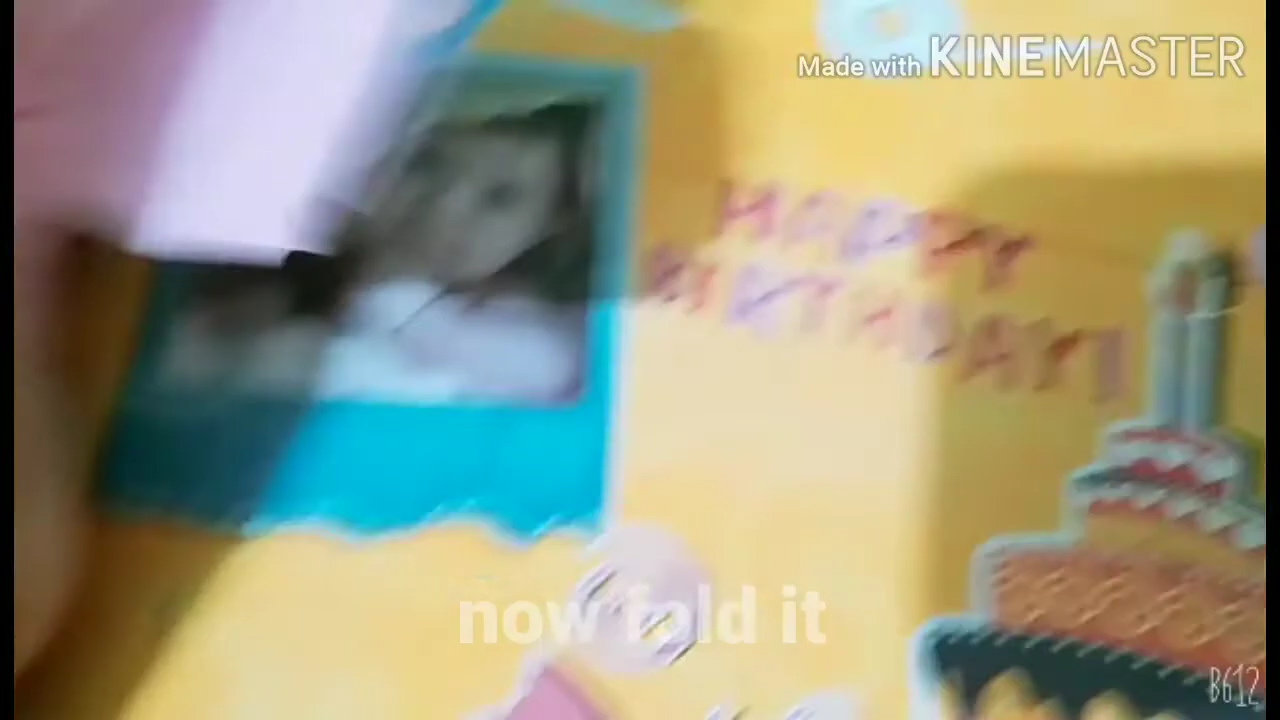 Made with KINEMASTER
HAPPY
BIRTHDAY!
now fold it
B612